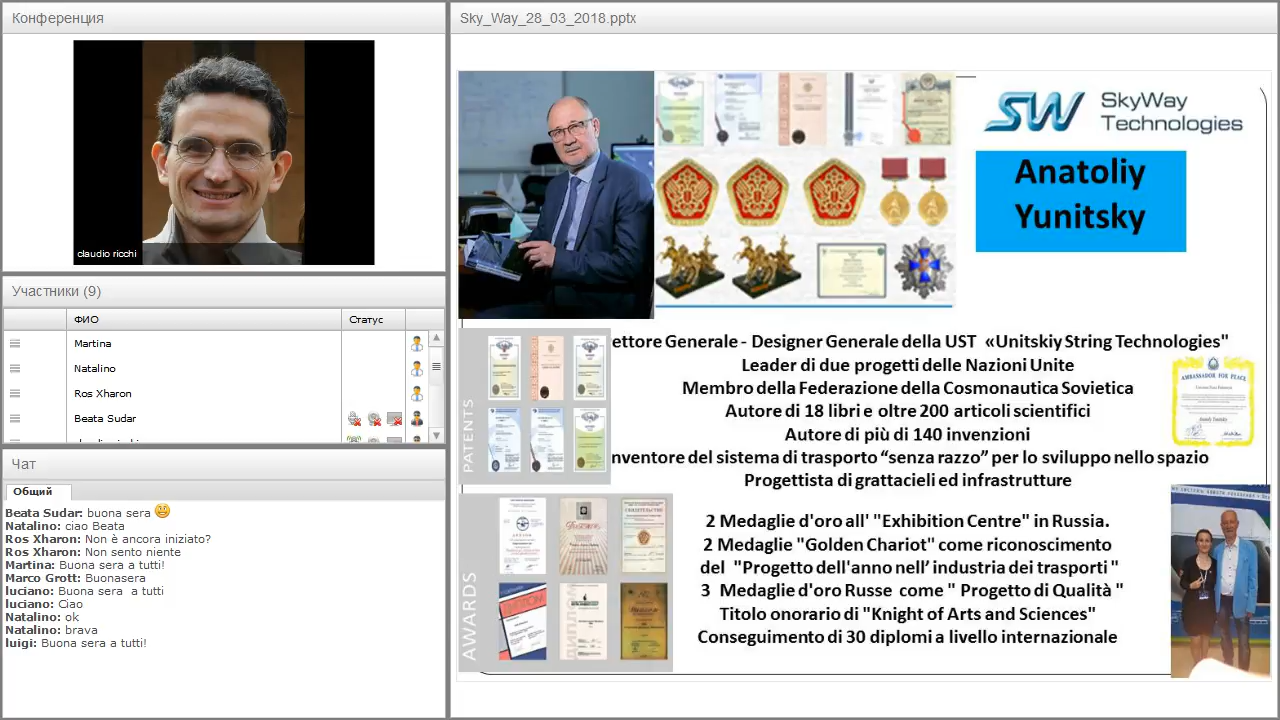 Конференция
claudio ricchi
Участники (9)
ФИО
Статус
Martina
Natalino
Ros Xharon
Beata Sudar
Чат
Общий
Beata Sudar: buona sera
Natalino: ciao Beata
Ros Xharon: Non è ancora iniziato?
Ros Xharon: Non sento niente
Martina: Buona sera a tutti!
Marco Grott: Buonasera
luciano: Buona sera a tutti
luciano: Ciao
Natalino: ok
Natalino: brava
luigi: Buona sera a tutti!
Sky_Way_28_03_2018.pptx
SW SkyWay
Technologies
Anatoliy
Yunitsky
ettore Generale - Designer Generale della UST «Unitskiy String Technologies"
Leader di due progetti delle Nazioni Unite
Membro della Federazione della Cosmonautica Sovietica
Autore di 18 libri e oltre 200 articoli scientifici
Autore di più di 140 invenzioni
nventore del sistema di trasporto “senza razzo” per lo sviluppo nello spazio
Progettista di grattacieli ed infrastrutture
PATENTS
AMBASSADOR FOR PEACE
2 Medaglie d'oro all' "Exhibition Centre" in Russia.
2 Medaglie "Golden Chariot" come riconoscimento
del "Progetto dell'anno nell’ industria dei trasporti "
3 Medaglie d'oro Russe come " Progetto di Qualità "
Titolo onorario di "Knight of Arts and Sciences"
Conseguimento di 30 diplomi a livello internazionale
AWARDS